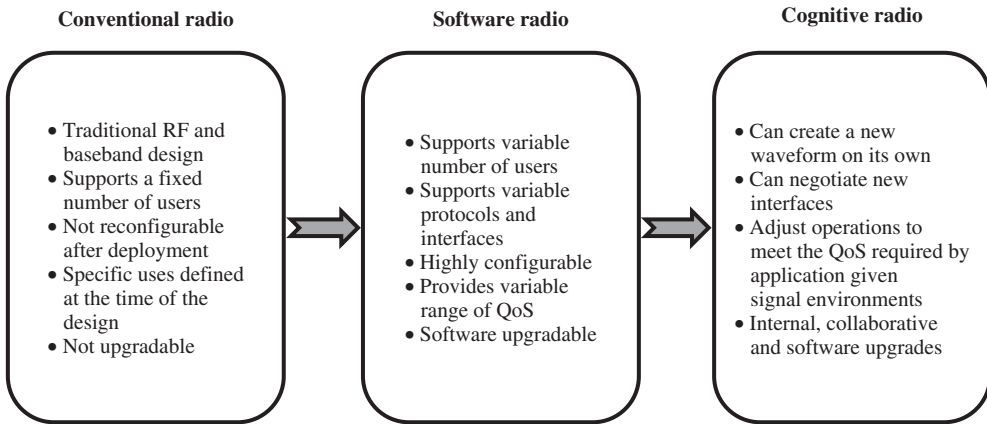 Conventional radio
• Traditional RF and
baseband design
• Supports a fixed
number of users
• Not reconfigurable
after deployment
• Specific uses defined
at the time of the
design
• Not upgradable
Software radio
• Supports variable
number of users
• Supports variable
protocols and
interfaces
• Highly configurable
• Provides variable
range of QoS
• Software upgradable
Cognitive radio
• Can create a new
waveform on its own
• Can negotiate new
interfaces
• Adjust operations to
meet the QoS required by
application given
signal environments
• Internal, collaborative
and software upgrades